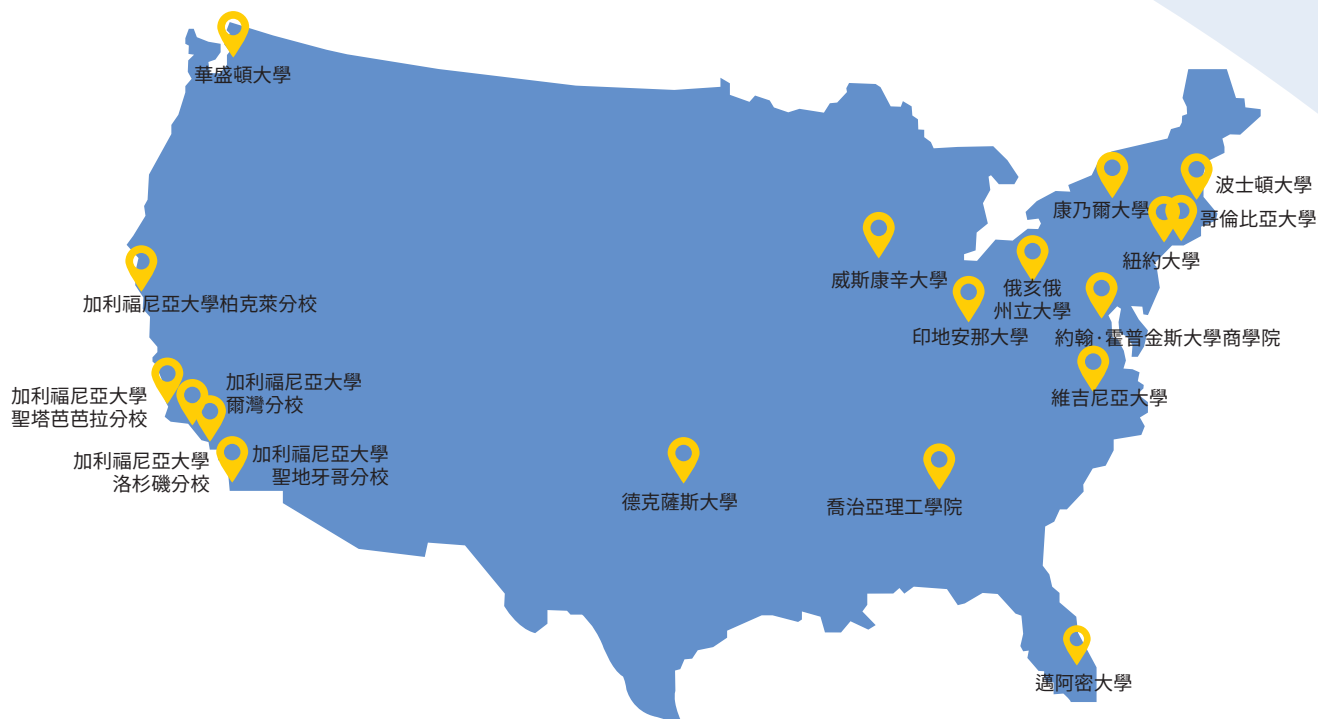 華盛頓大學
波士頓大學
康乃爾大學
哥倫比亞大學
紐約大學
威斯康辛大學
俄亥俄
州立大學
加利福尼亞大學柏克萊分校
印地安那大學
約翰·霍普金斯大學商學院
加利福尼亞大學
爾灣分校
加利福尼亞大學
聖塔芭芭拉分校
維吉尼亞大學
加利福尼亞大學
洛杉磯分校
加利福尼亞大學
聖地牙哥分校
德克薩斯大學
喬治亞理工學院
邁阿密大學